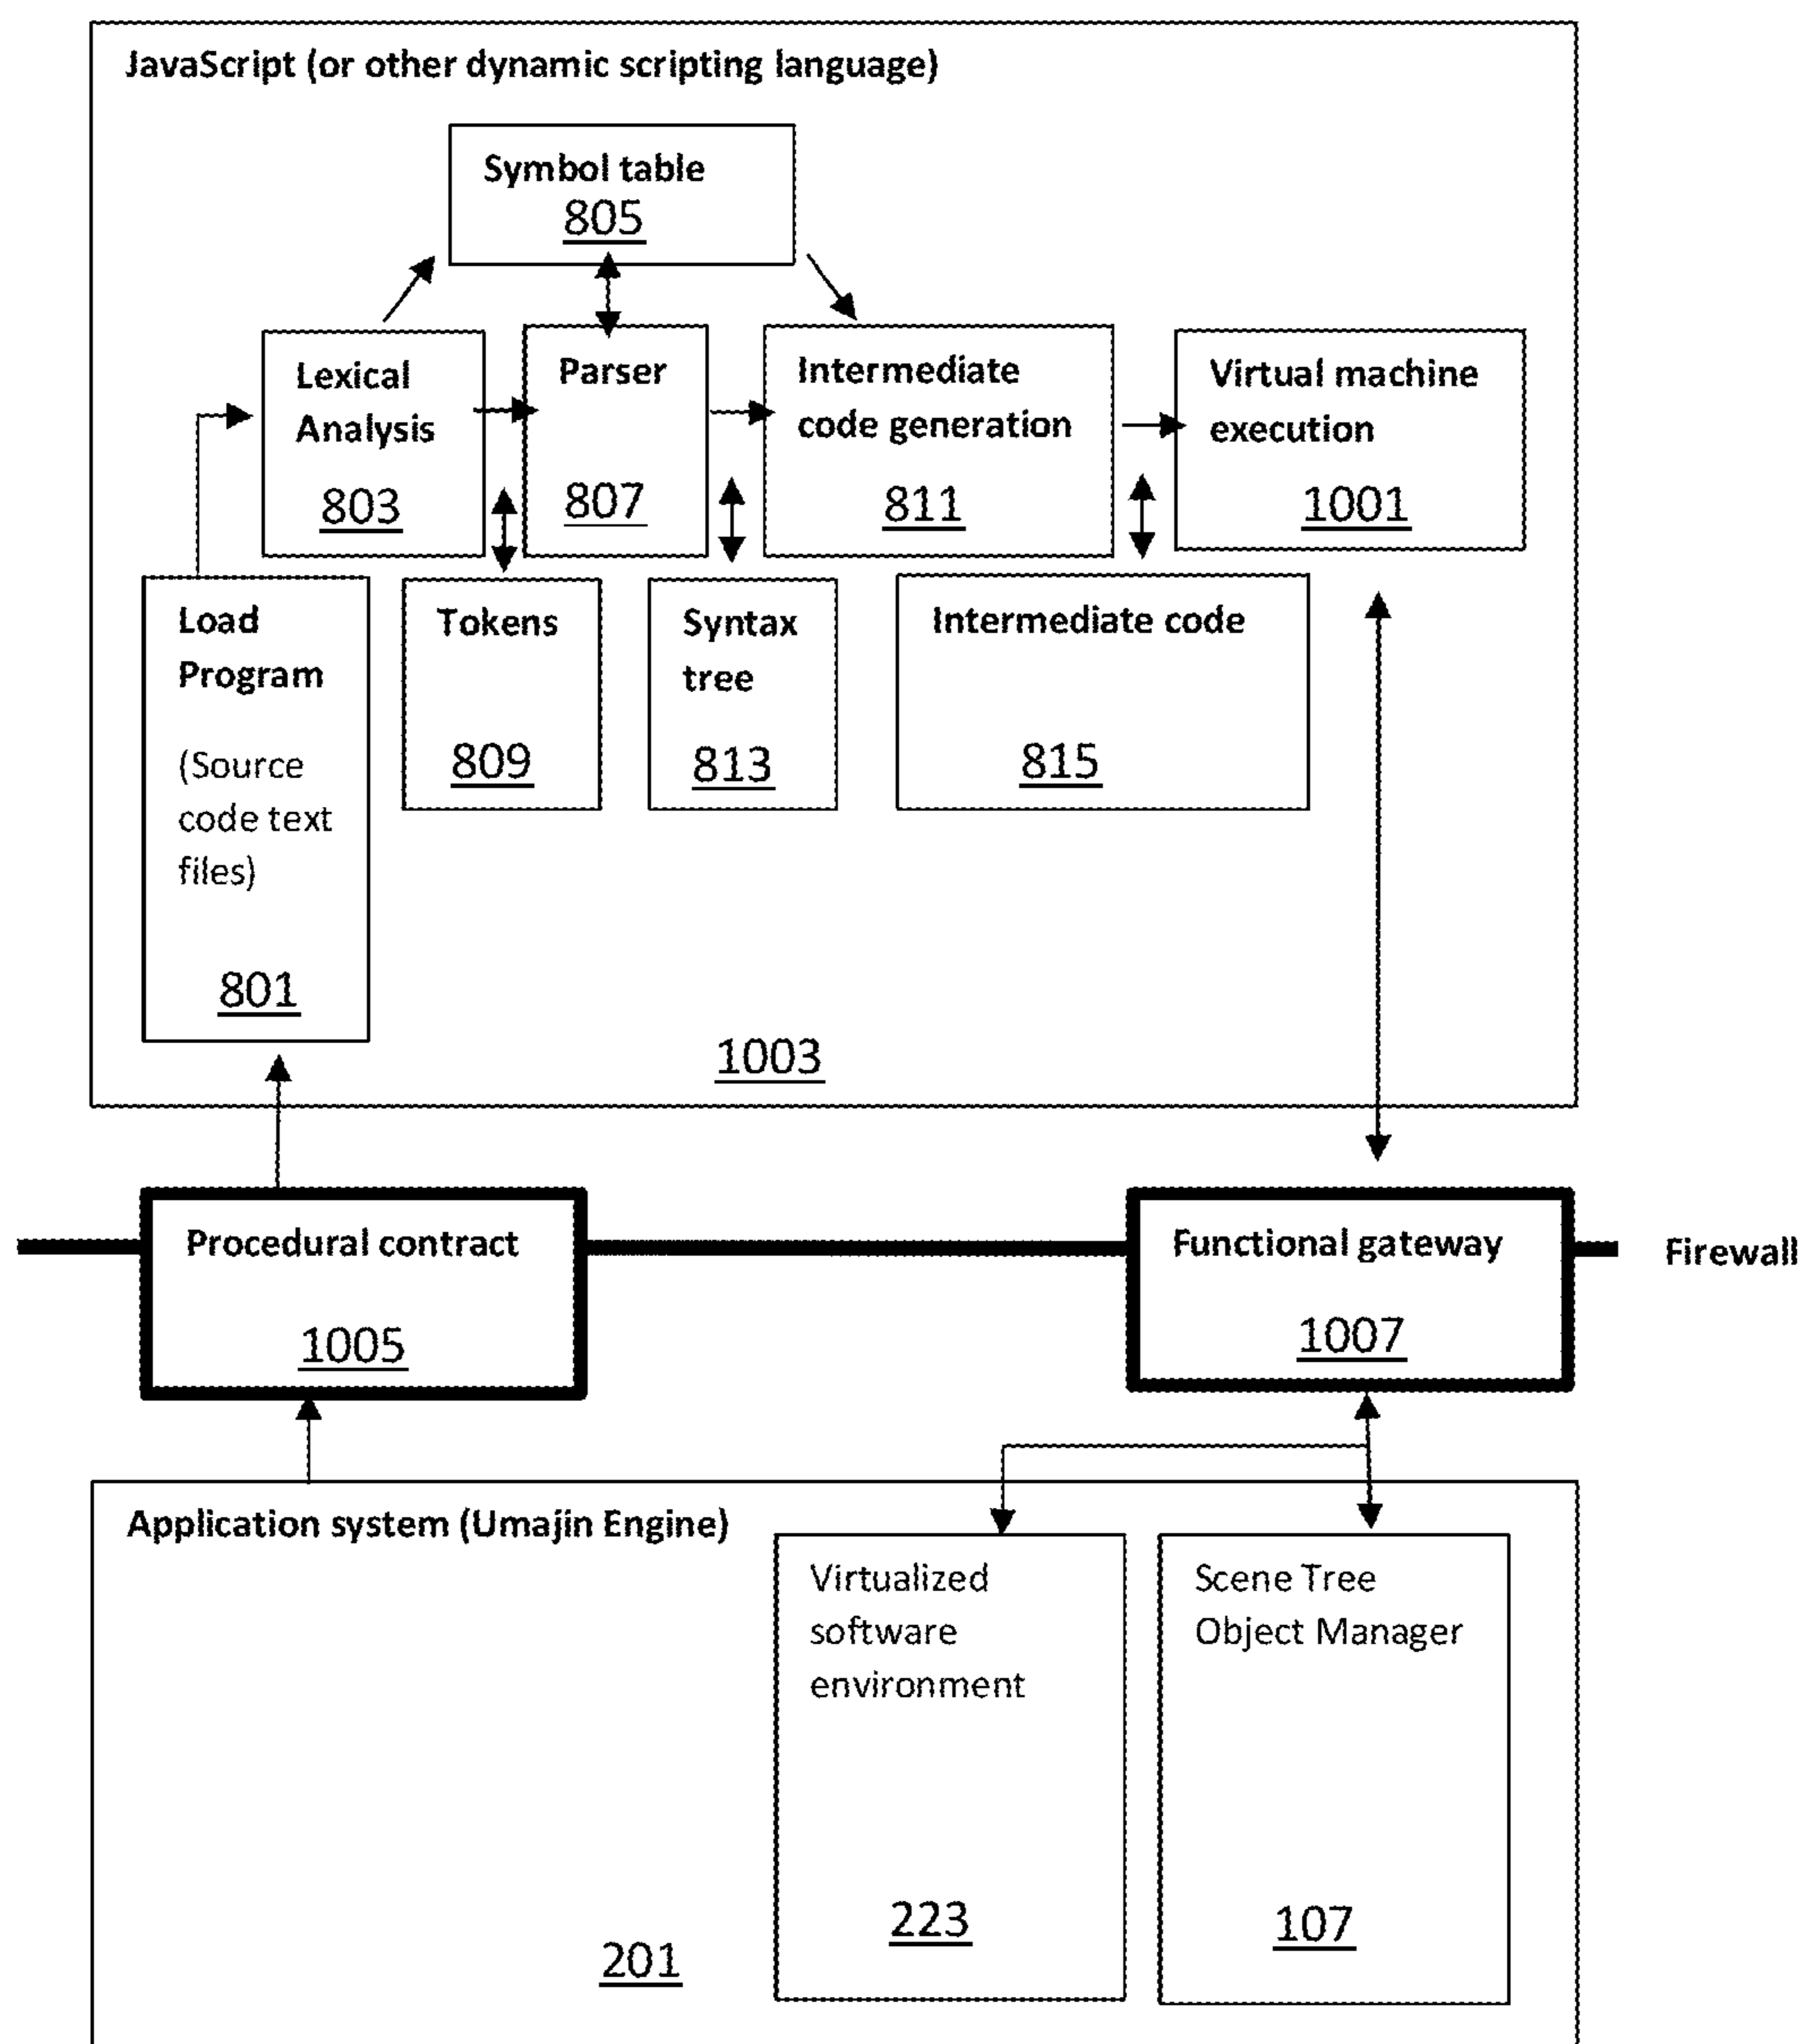 JavaScript (or other dynamic scripting language)
Symbol table
805
Lexical
Analysis
803
Parser
807
Intermediate
code generation
811
Virtual machine
execution
1001
Load
Program
(Source
code text
files)
801
Tokens
809
Syntax
tree
813
Intermediate code
815
1003
Procedural contract
1005
Functional gateway
1007
Firewall
Application system (Umajin Engine)
Virtualized
software
environment
223
Scene Tree
Object Manager
107
201